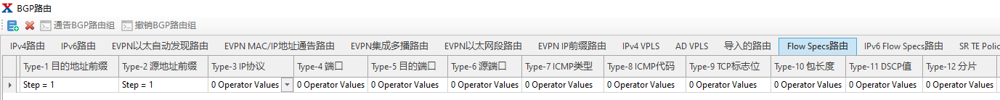 BGP路由
通告BGP路由组 撤销BGP路由组
IPv4路由 IPv6路由 EVPN以太自动发现路由 EVPN MAC/IP地址通告路由 EVPN集成多播路由 EVPN以太网段路由 EVPN IP前缀路由 IPv4 VPLS AD VPLS 导入的路由 Flow Specs路由 IPv6 Flow Specs路由 SR TE Polic
Type-1 目的地址前缀 Type-2 源地址前缀 Type-3 IP协议 Type-4 端口 Type-5 目的端口 Type-6 源端口 Type-7 ICMP类型 Type-8 ICMP代码 Type-9 TCP标志位 Type-10 包长度 Type-11 DSCP值 Type-12 分片
Step = 1 Step = 1 0 Operator Values 0 Operator Values 0 Operator Values 0 Operator Values 0 Operator Values 0 Operator Values 0 Operator Values 0 Operator Values 0 Operator Values 0 Operator Values